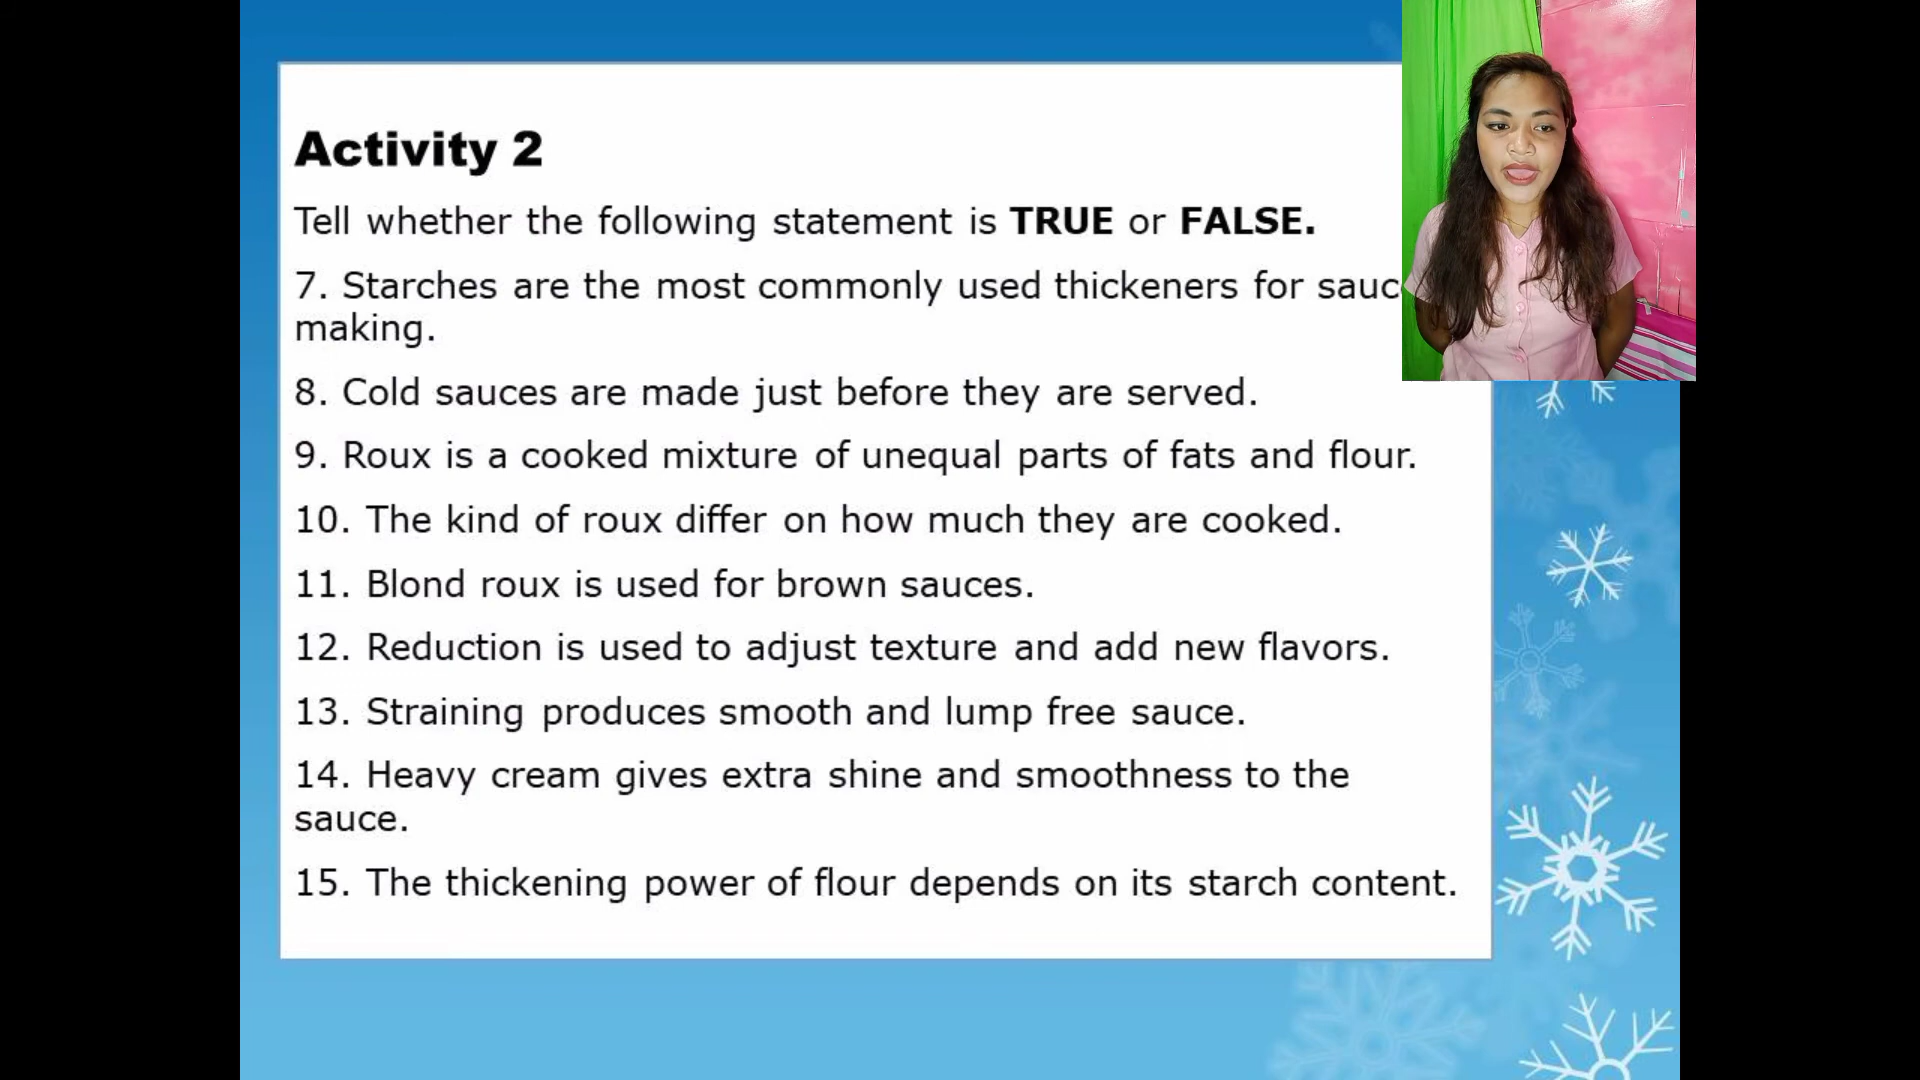 Activity 2
Tell whether the following statement is TRUE or FALSE.
7. Starches are the most commonly used thickeners for
making.
8. Cold sauces are made just before they are served.
9. Roux is a cooked mixture of unequal parts of fats and flour.
10. The kind of roux differ on how much they are cooked.
11. Blond roux is used for brown sauces.
12. Reduction is used to adjust texture and add new flavors.
13. Straining produces smooth and lump free sauce.
14. Heavy cream gives extra shine and smoothness to the
sauce.
15. The thickening power of flour depends on its starch content.